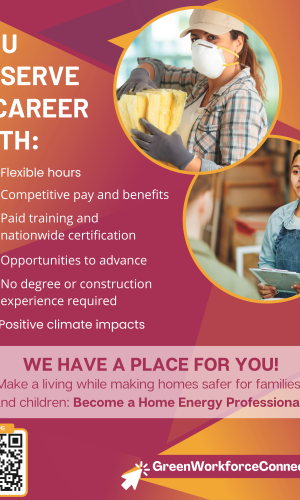 U
SERVE
CAREER
TH:
Flexible hours
Competitive pay and benefits
Paid training and
nationwide certification
Opportunities to advance
No degree or construction
experience required
Positive climate impacts
WE HAVE A PLACE FOR YOU!
Make a living while making homes safer for families
nd children: Become a Home Energy Professiona
GreenWorkforceConnec